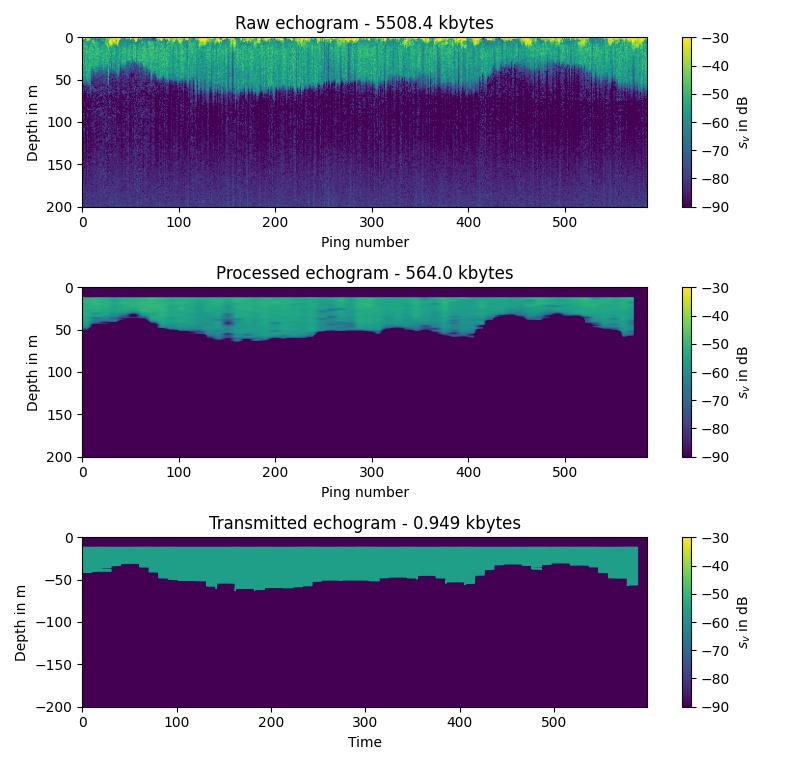 Raw echogram - 5508.4 kbytes
0
50
100
150
200
Depth in m
0 100 200 300 400 500
Ping number
−30
−40
−50
−60
−70
−80
−90
sᵥ in dB
Processed echogram - 564.0 kbytes
0
50
100
150
200
Depth in m
0 100 200 300 400 500
Ping number
−30
−40
−50
−60
−70
−80
−90
sᵥ in dB
Transmitted echogram - 0.949 kbytes
0
−50
−100
−150
−200
Depth in m
0 100 200 300 400 500
Time
−30
−40
−50
−60
−70
−80
−90
sᵥ in dB